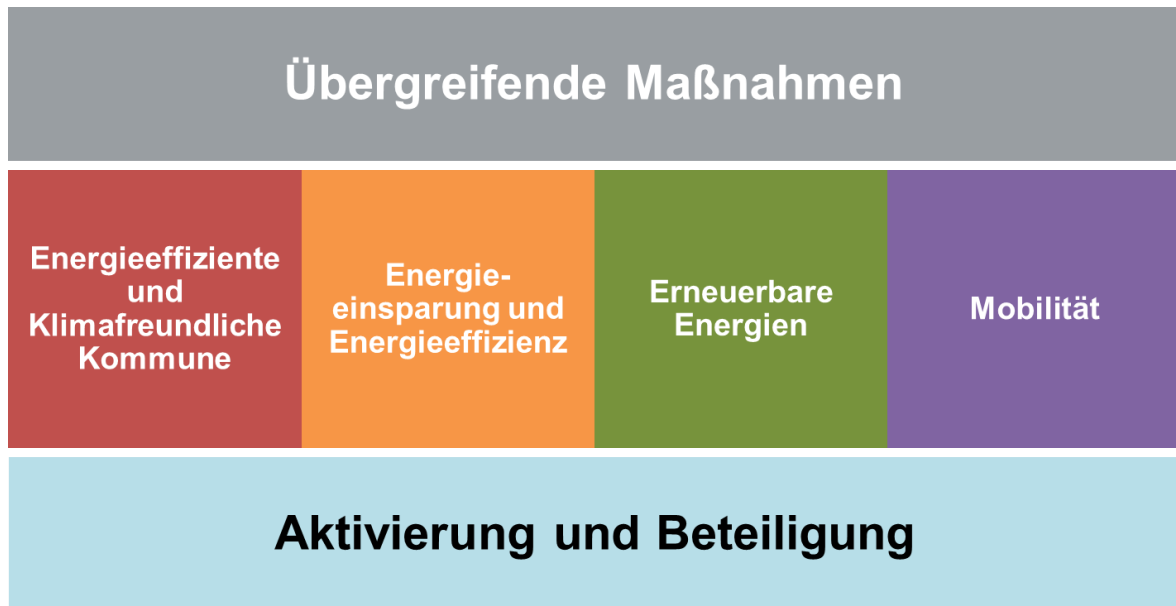 Übergreifende Maßnahmen
Energieeffiziente
und
Klimafreundliche
Kommune
Energie-
einsparung und
Energieeffizienz
Erneuerbare
Energien
Mobilität
Aktivierung und Beteiligung